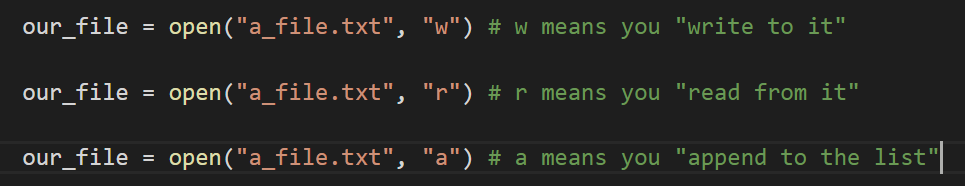 our_file = open("a_file.txt", "w") # w means you "write to it"
our_file = open("a_file.txt", "r") # r means you "read from it"
our_file = open("a_file.txt", "a") # a means you "append to the list"